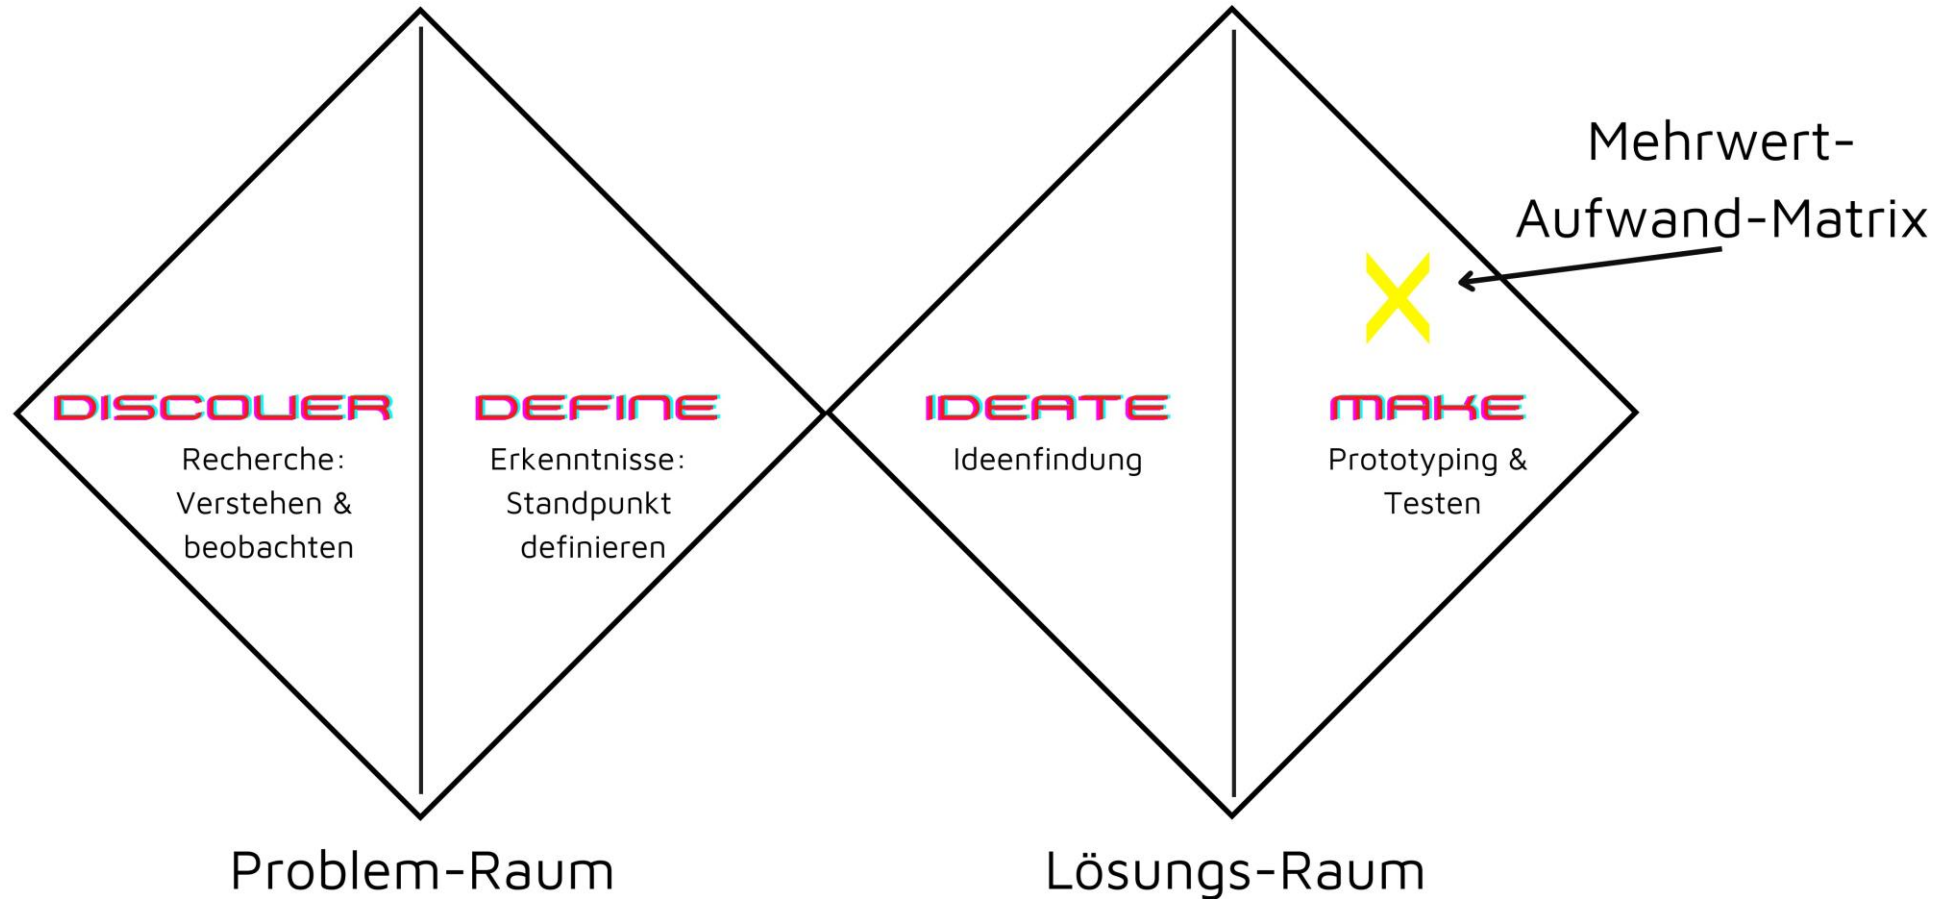 Mehrwert-
Aufwand-Matrix
X
DISCOVER
Recherche:
Verstehen &
beobachten
DEFINE
Erkenntnisse:
Standpunkt
definieren
IDEATE
Ideenfindung
MAKE
Prototyping &
Testen
Problem-Raum
Lösungs-Raum